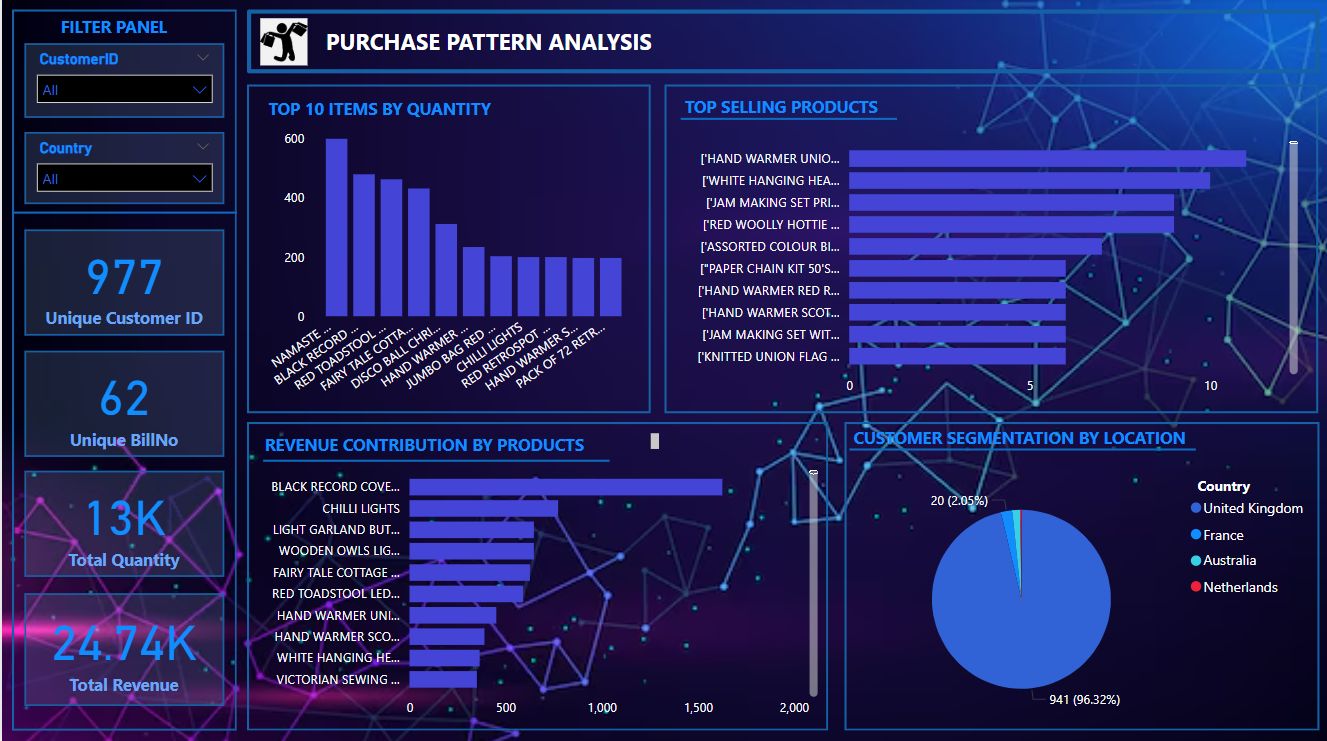 FILTER PANEL
CustomerID
All
Country
All
977
Unique Customer ID
62
Unique BillNo
13K
Total Quantity
24.74K
Total Revenue
PURCHASE PATTERN ANALYSIS
TOP 10 ITEMS BY QUANTITY
600
400
200
0
NAMASTE ...
BLACK RECORD ...
RED TOADSTOOL ...
FAIRY TALE COTTA...
DISCO BALL CHRI...
HAND WARMER ...
JUMBO BAG RED ...
CHILLI LIGHTS
RED RETROSPOT ...
HAND WARMER S...
PACK OF 72 RETR...
TOP SELLING PRODUCTS
['HAND WARMER UNIO...
['WHITE HANGING HEA...
['JAM MAKING SET PRI...
['RED WOOLLY HOTTIE ...
['ASSORTED COLOUR BI...
["PAPER CHAIN KIT 50'S...
['HAND WARMER RED R...
['HAND WARMER SCOT...
['JAM MAKING SET WIT...
['KNITTED UNION FLAG ...
0 5 10
REVENUE CONTRIBUTION BY PRODUCTS
BLACK RECORD COVE...
CHILLI LIGHTS
LIGHT GARLAND BUT...
WOODEN OWLS LIG...
FAIRY TALE COTTAGE ...
RED TOADSTOOL LED...
HAND WARMER UNI...
HAND WARMER SCO...
WHITE HANGING HE...
VICTORIAN SEWING ...
0 500 1,000 1,500 2,000
CUSTOMER SEGMENTATION BY LOCATION
20 (2.05%)
941 (96.32%)
Country
United Kingdom
France
Australia
Netherlands